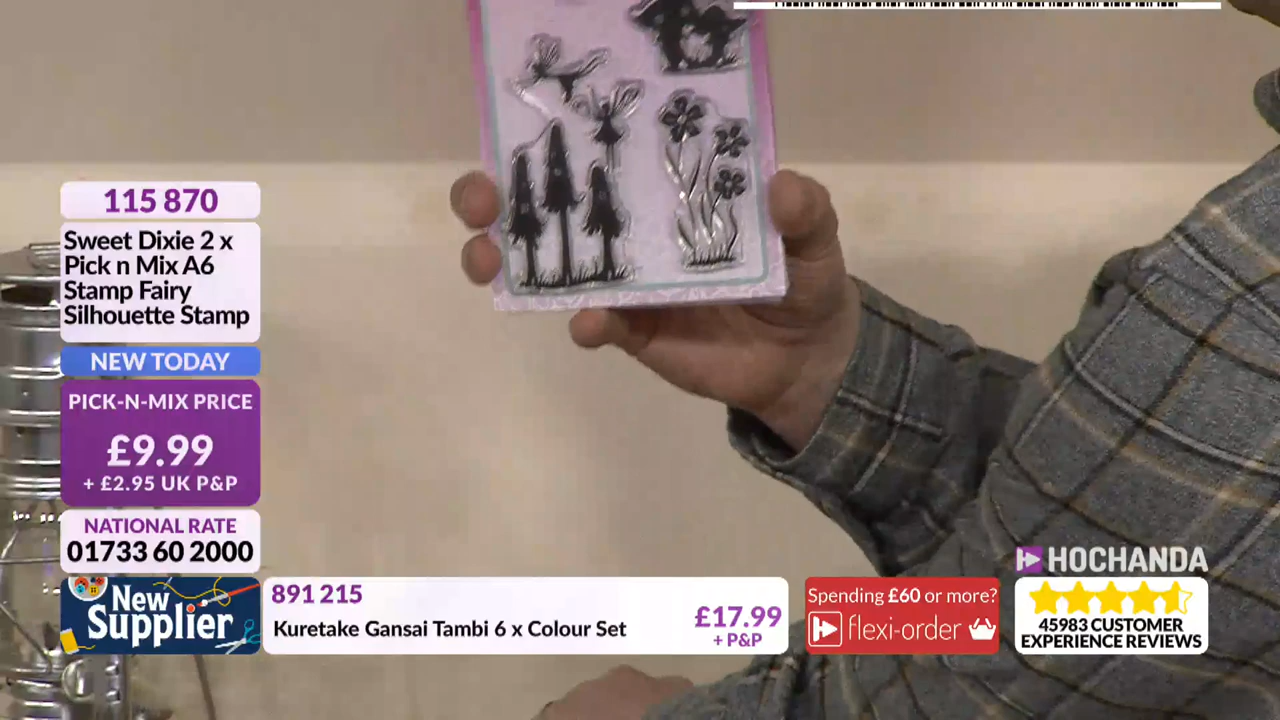 115 870
Sweet Dixie 2 x
Pick n Mix A6
Stamp Fairy
Silhouette Stamp
NEW TODAY
PICK-N-MIX PRICE
£9.99
+ £2.95 UK P&P
NATIONAL RATE
01733 60 2000
New
Supplier
891 215
Kuretake Gansai Tambi 6 x Colour Set
£17.99
+ P&P
Spending £60 or more?
flexi-order
HOCHANDA
45983 CUSTOMER
EXPERIENCE REVIEWS